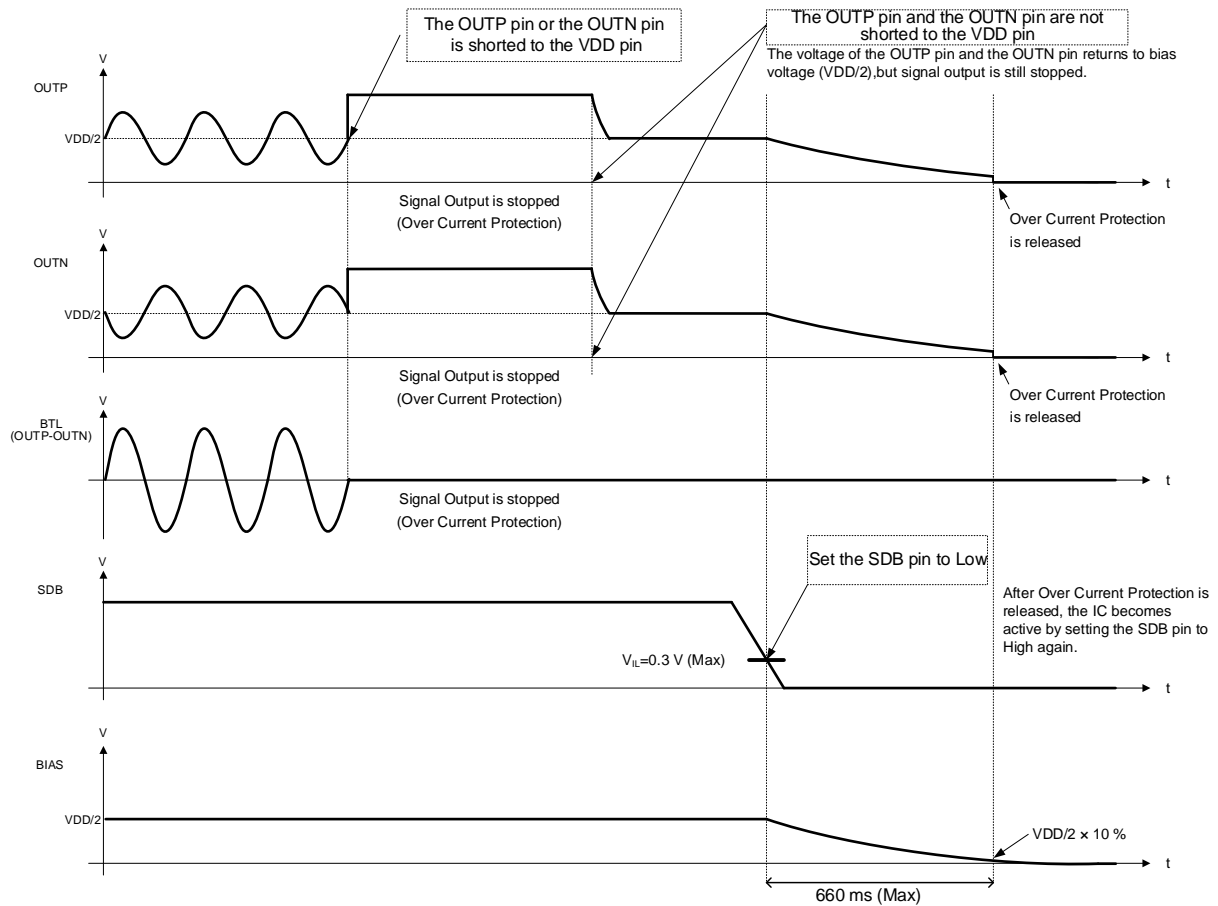 The OUTP pin or the OUTN pin
is shorted to the VDD pin
The OUTP pin and the OUTN pin are not
shorted to the VDD pin
The voltage of the OUTP pin and the OUTN pin returns to bias
voltage (VDD/2),but signal output is still stopped.
V
OUTP
VDD/2
t
Signal Output is stopped
(Over Current Protection)
Over Current Protection
is released
V
OUTN
VDD/2
t
Signal Output is stopped
(Over Current Protection)
Over Current Protection
is released
V
BTL
(OUTP-OUTN)
t
Signal Output is stopped
(Over Current Protection)
V
SDB
Set the SDB pin to Low
After Over Current Protection is
released, the IC becomes
active by setting the SDB pin to
High again.
VIL=0.3 V (Max)
t
V
BIAS
VDD/2
VDD/2 × 10 %
t
660 ms (Max)